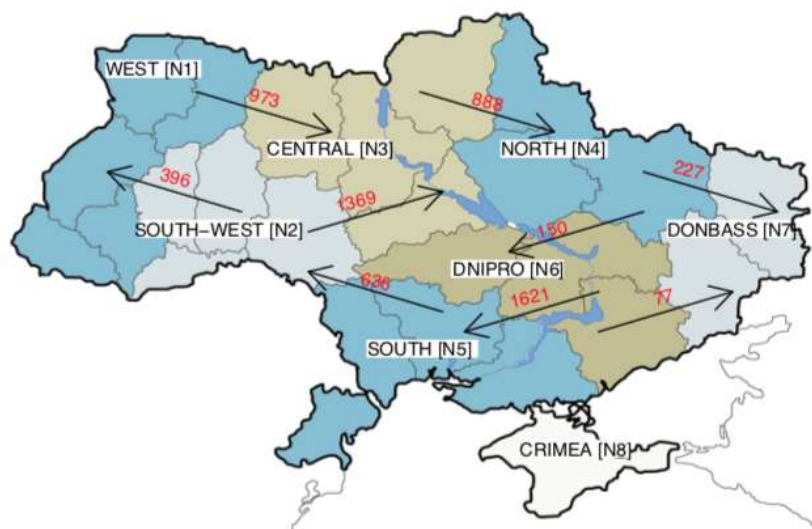 WEST [N1]
973
888
CENTRAL [N3]
NORTH [N4]
396
227
1369
SOUTH-WEST [N2]
150
DONBASS [N7]
DNIPRO [N6]
636
1621
77
SOUTH [N5]
CRIMEA [N8]